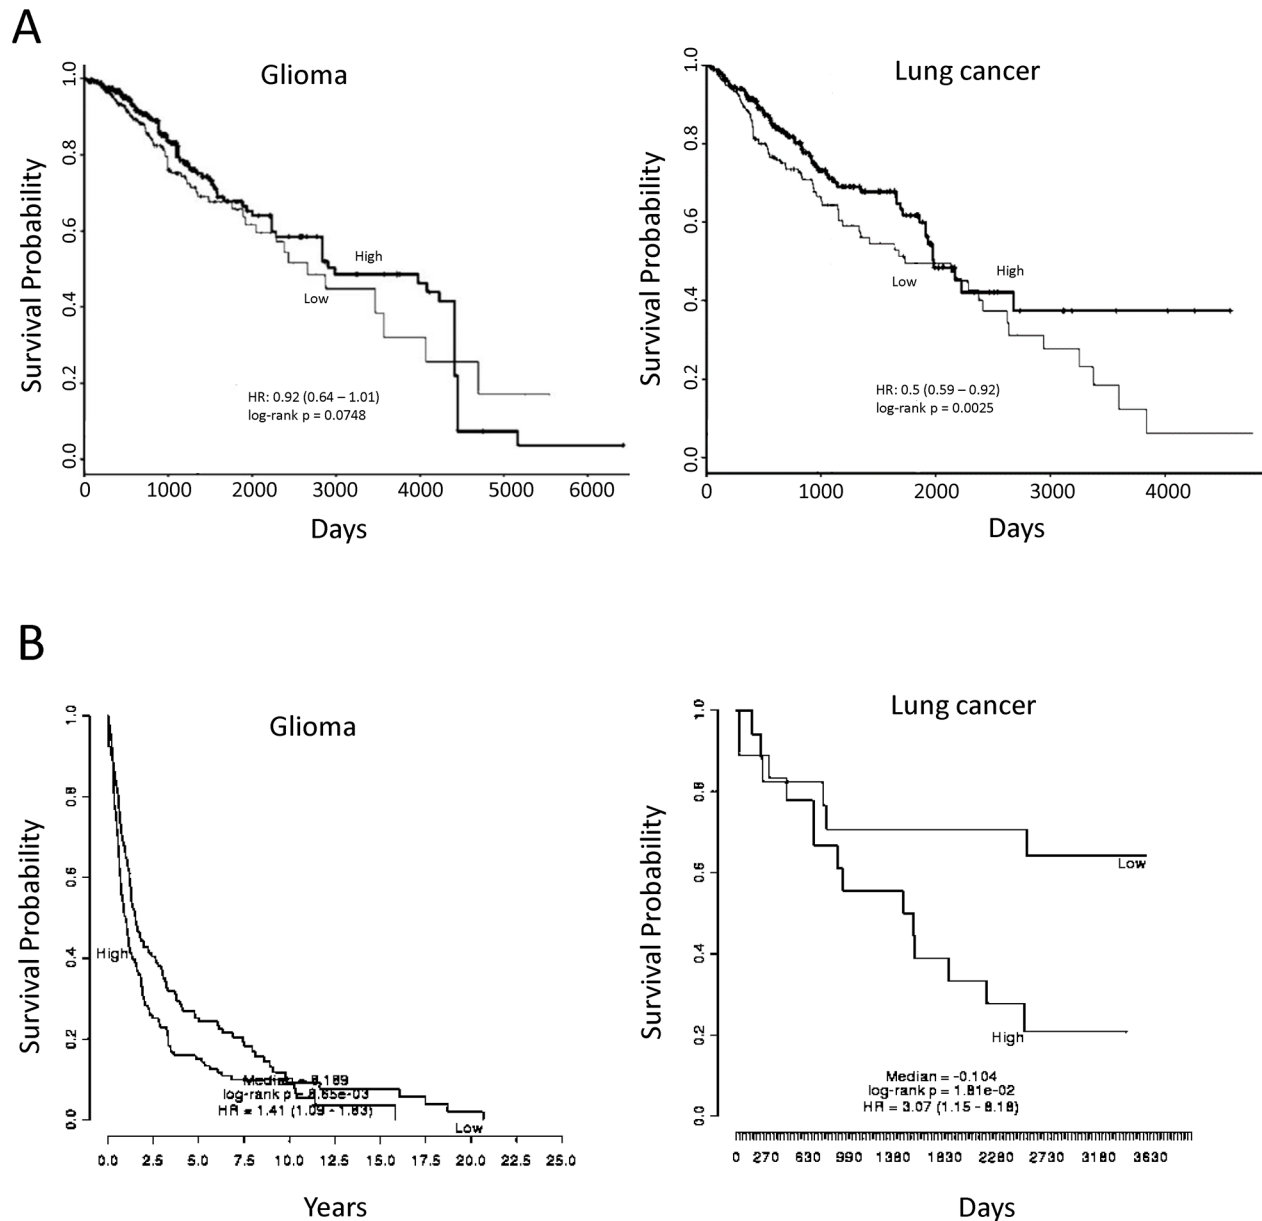 A
Glioma
Survival Probability
1.0
0.8
0.6
0.4
0.2
0.0
High
Low
HR: 0.92 (0.64 – 1.01)
log-rank p = 0.0748
0 1000 2000 3000 4000 5000 6000
Days
Lung cancer
Survival Probability
1.0
0.8
0.6
0.4
0.2
0.0
High
Low
HR: 0.5 (0.59 – 0.92)
log-rank p = 0.0025
0 1000 2000 3000 4000
Days
B
Glioma
Survival Probability
1.0
0.8
0.6
0.4
0.2
0.0
High
Median =
log-rank p =
HR = 1.41 (1.09 - 1.83)
Low
0.0 2.5 5.0 7.5 10.0 12.5 15.0 17.5 20.0 22.5 25.0
Years
Lung cancer
Survival Probability
1.0
0.8
0.6
0.4
0.2
0.0
Low
High
Median = -0.104
log-rank p = 1.81e-02
HR = 3.07 (1.15 - 8.18)
0 270 630 990 1380 1830 2280 2730 3180 3630
Days